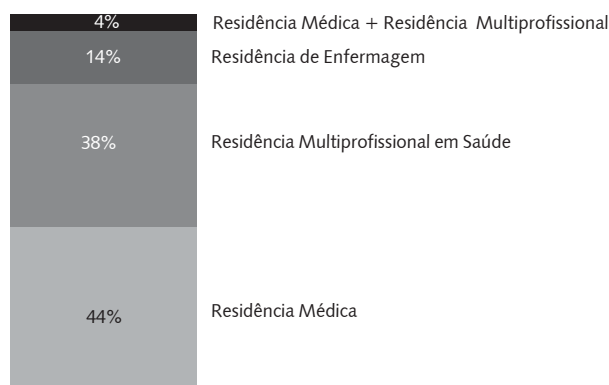 4% Residência Médica + Residência Multiprofissional
14% Residência de Enfermagem
38% Residência Multiprofissional em Saúde
44% Residência Médica